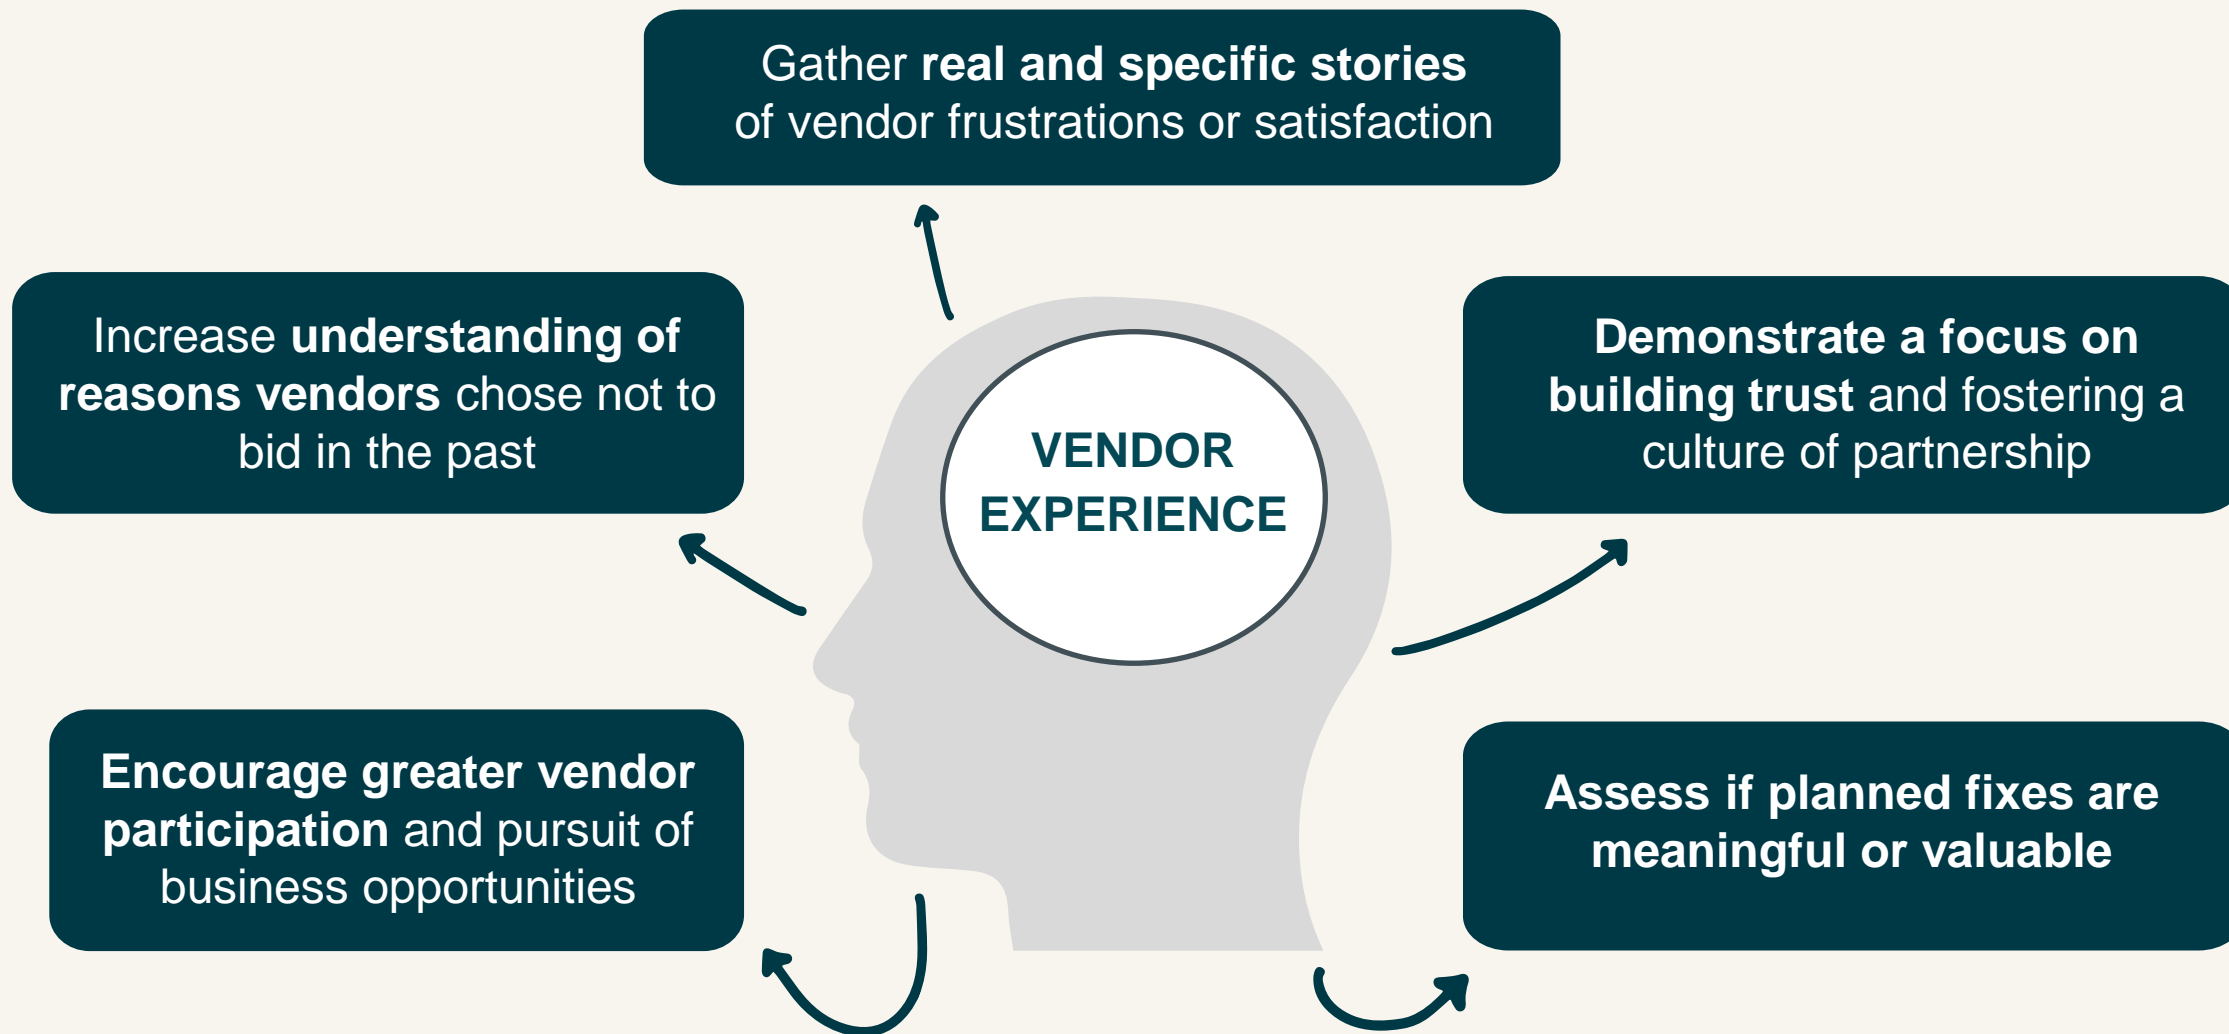 Gather real and specific stories
of vendor frustrations or satisfaction
Increase understanding of
reasons vendors chose not to
bid in the past
VENDOR
EXPERIENCE
Demonstrate a focus on
building trust and fostering a
culture of partnership
Encourage greater vendor
participation and pursuit of
business opportunities
Assess if planned fixes are
meaningful or valuable